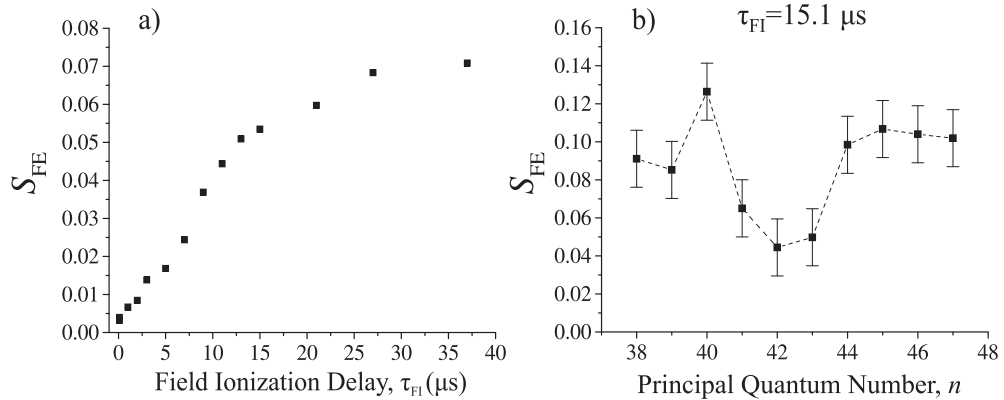 a)
0.08
0.07
0.06
0.05
0.04
0.03
0.02
0.01
0.00
S_FE
0 5 10 15 20 25 30 35 40
Field Ionization Delay, τ_FI (μs)
b)
τ_FI=15.1 μs
0.16
0.14
0.12
0.10
0.08
0.06
0.04
0.02
0.00
S_FE
38 40 42 44 46 48
Principal Quantum Number, n